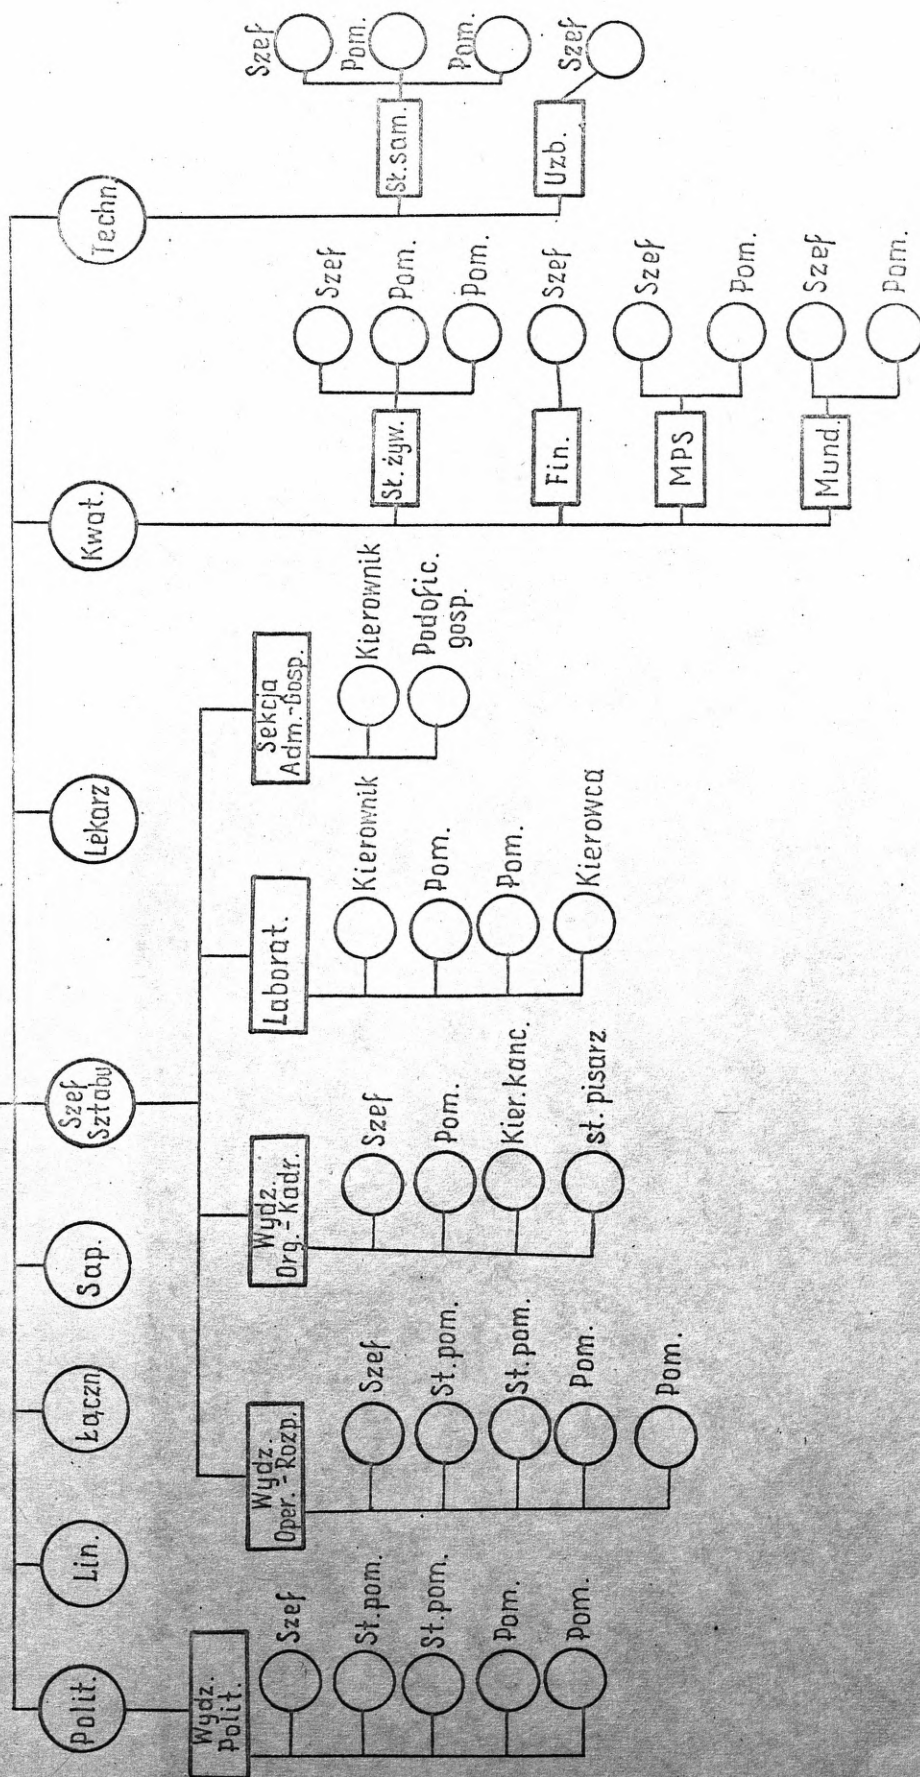 Polit.
Lin.
Łączn.
Sap.
Szef
Sztabu
Lekarz
Kwat.
Techn.
Wydz.
Polit.
Szef
St.pom.
St.pom.
Pom.
Pom.
Wydz.
Oper.-Rozp.
Szef
St.pom.
St.pom.
Pom.
Pom.
Wydz.
Org.-Kadr.
Szef
Pom.
Kier.kanc.
st. pisarz
Laborat.
Kierownik
Pom.
Pom.
Kierowca
Sekcja
Adm.-Gosp.
Kierownik
Podofic.
gosp.
Sł. żyw.
Szef
Pom.
Pom.
Fin.
Szef
MPS
Szef
Pom.
Mund.
Szef
Pom.
Sł.sam.
Szef
Pom.
Pom.
Uzb.
Szef